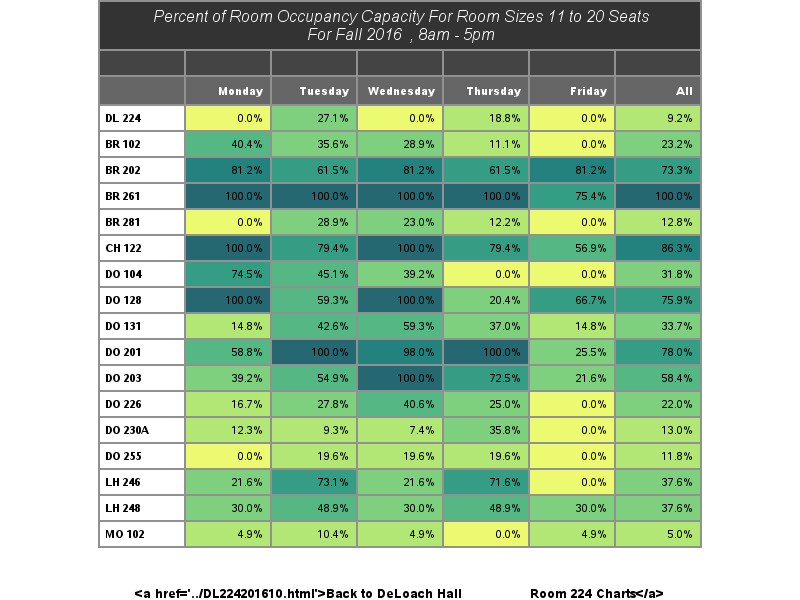 Percent of Room Occupancy Capacity For Room Sizes 11 to 20 Seats
For Fall 2016 , 8am - 5pm
Monday Tuesday Wednesday Thursday Friday All
DL 224 0.0% 27.1% 0.0% 18.8% 0.0% 9.2%
BR 102 40.4% 35.6% 28.9% 11.1% 0.0% 23.2%
BR 202 81.2% 61.5% 81.2% 61.5% 81.2% 73.3%
BR 261 100.0% 100.0% 100.0% 100.0% 75.4% 100.0%
BR 281 0.0% 28.9% 23.0% 12.2% 0.0% 12.8%
CH 122 100.0% 79.4% 100.0% 79.4% 56.9% 86.3%
DO 104 74.5% 45.1% 39.2% 0.0% 0.0% 31.8%
DO 128 100.0% 59.3% 100.0% 20.4% 66.7% 75.9%
DO 131 14.8% 42.6% 59.3% 37.0% 14.8% 33.7%
DO 201 58.8% 100.0% 98.0% 100.0% 25.5% 78.0%
DO 203 39.2% 54.9% 100.0% 72.5% 21.6% 58.4%
DO 226 16.7% 27.8% 40.6% 25.0% 0.0% 22.0%
DO 230A 12.3% 9.3% 7.4% 35.8% 0.0% 13.0%
DO 255 0.0% 19.6% 19.6% 19.6% 0.0% 11.8%
LH 246 21.6% 73.1% 21.6% 71.6% 0.0% 37.6%
LH 248 30.0% 48.9% 30.0% 48.9% 30.0% 37.6%
MO 102 4.9% 10.4% 4.9% 0.0% 4.9% 5.0%
<a href='../DL224201610.html'>Back to DeLoach Hall Room 224 Charts</a>